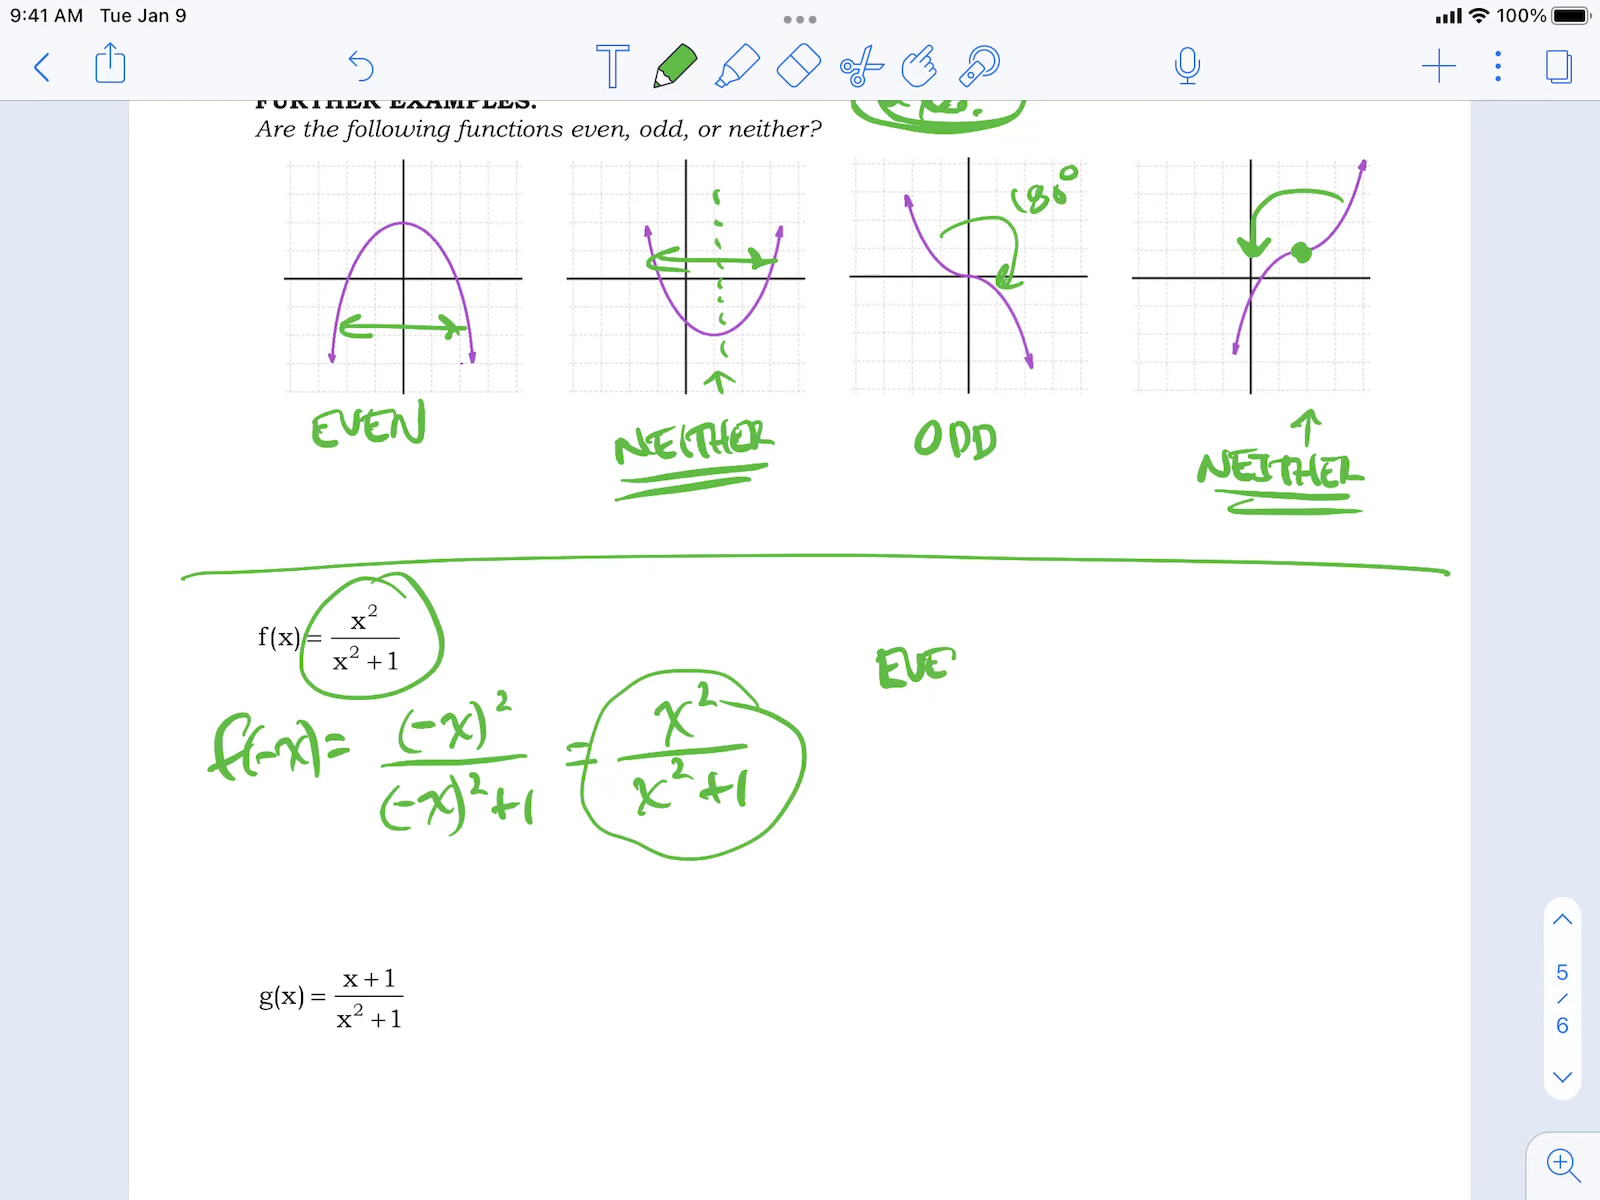 9:41 AM Tue Jan 9
100%
FURTHER EXAMPLES:
Are the following functions even, odd, or neither?
180°
EVEN
NEITHER
ODD
NEITHER
f(x) = x² / (x² + 1)
EVE
f(-x) = (-x)² / ((-x)² + 1) = x² / (x² + 1)
g(x) = (x + 1) / (x² + 1)
5
/
6